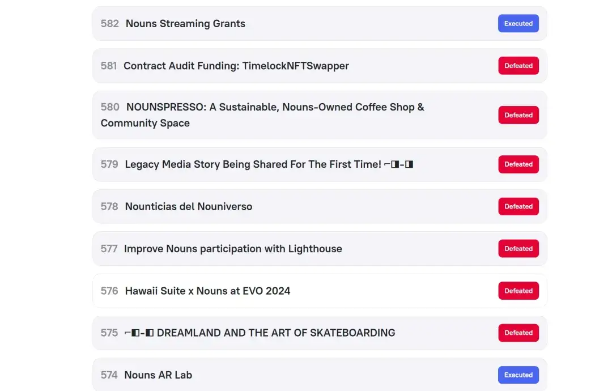 582 Nouns Streaming Grants Executed
581 Contract Audit Funding: TimelockNFTSwapper Defeated
580 NOUNSPRESSO: A Sustainable, Nouns-Owned Coffee Shop &
Community Space Defeated
579 Legacy Media Story Being Shared For The First Time! ⌐◨-◨ Defeated
578 Nounticias del Nouniverso Defeated
577 Improve Nouns participation with Lighthouse Defeated
576 Hawaii Suite x Nouns at EVO 2024 Defeated
575 ⌐◧-◧ DREAMLAND AND THE ART OF SKATEBOARDING Defeated
574 Nouns AR Lab Executed